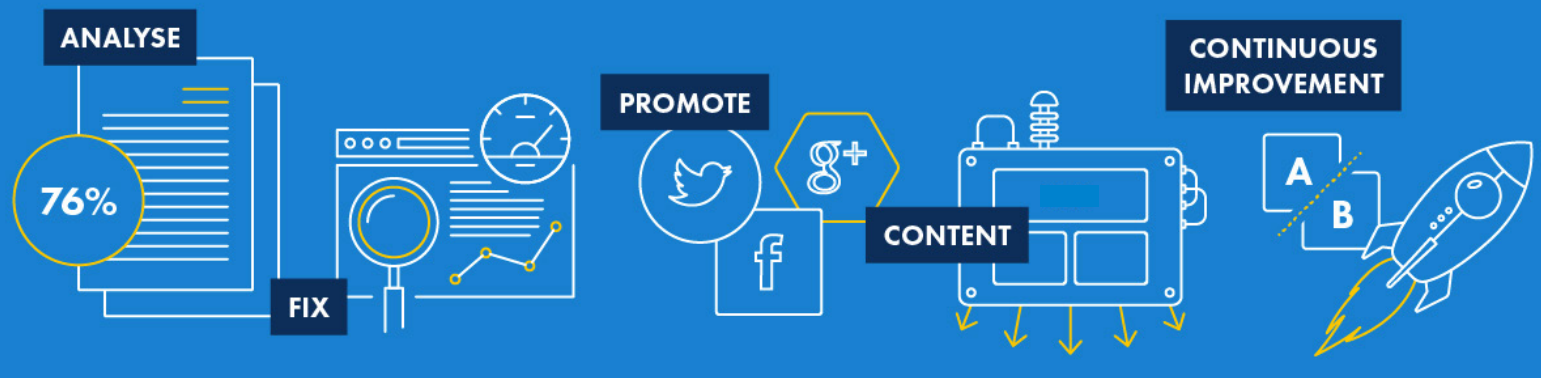 ANALYSE
76%
FIX
PROMOTE
g+
f
CONTENT
CONTINUOUS
IMPROVEMENT
A
B